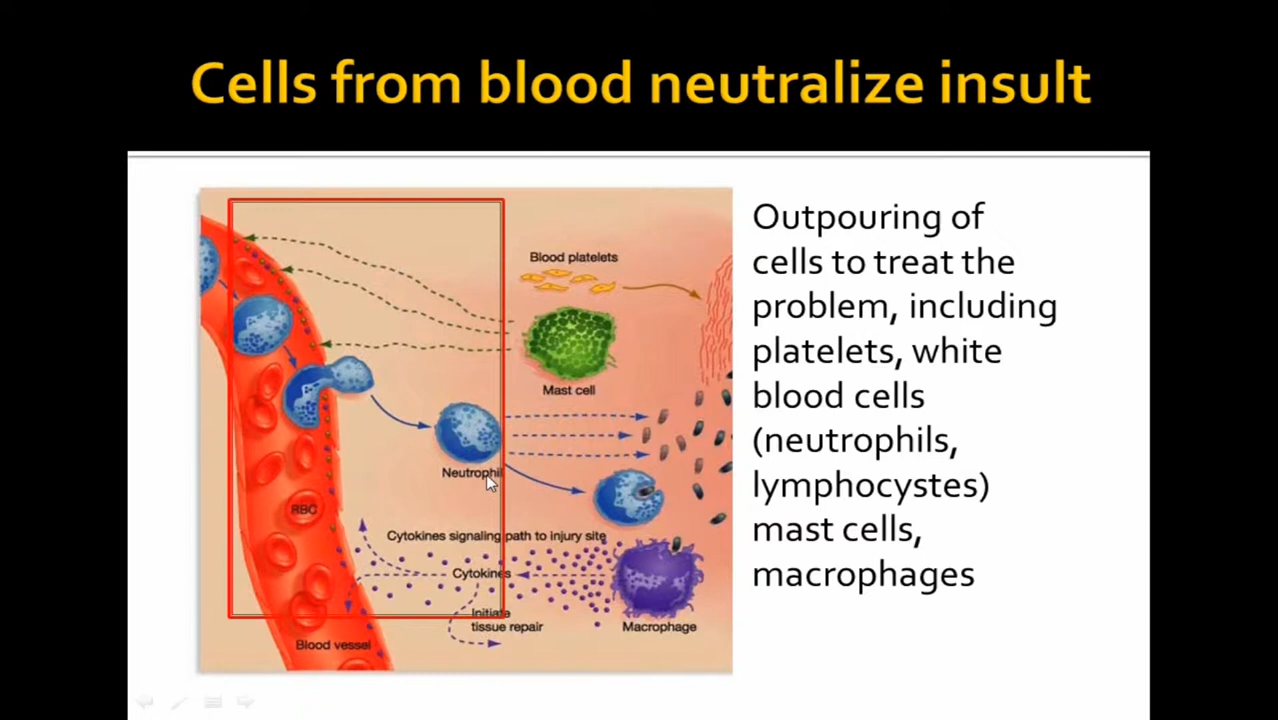 Cells from blood neutralize insult
Outpouring of
cells to treat the
problem, including
platelets, white
blood cells
(neutrophils,
lymphocystes)
mast cells,
macrophages
Blood platelets
Mast cell
Neutrophil
RBC
Cytokines signaling path to injury site
Cytokines
Initiate
tissue repair
Macrophage
Blood vessel